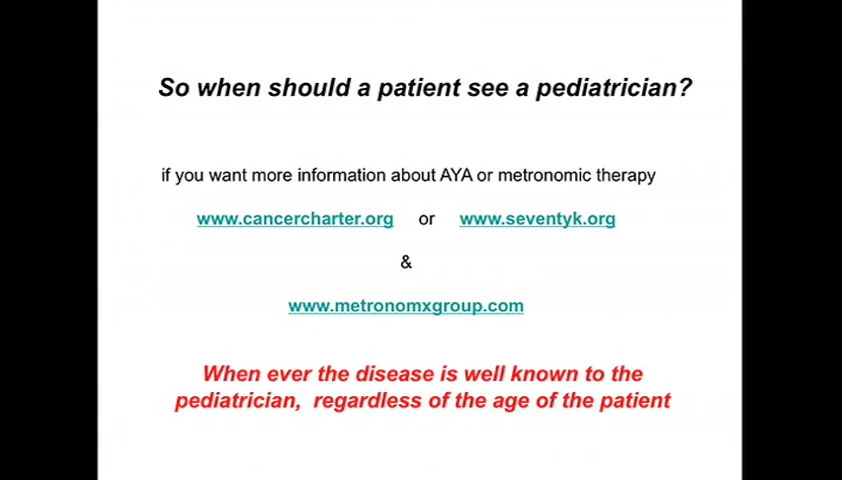 So when should a patient see a pediatrician?
if you want more information about AYA or metronomic therapy
www.cancercharter.org or www.seventyk.org
&
www.metronomxgroup.com
When ever the disease is well known to the
pediatrician, regardless of the age of the patient